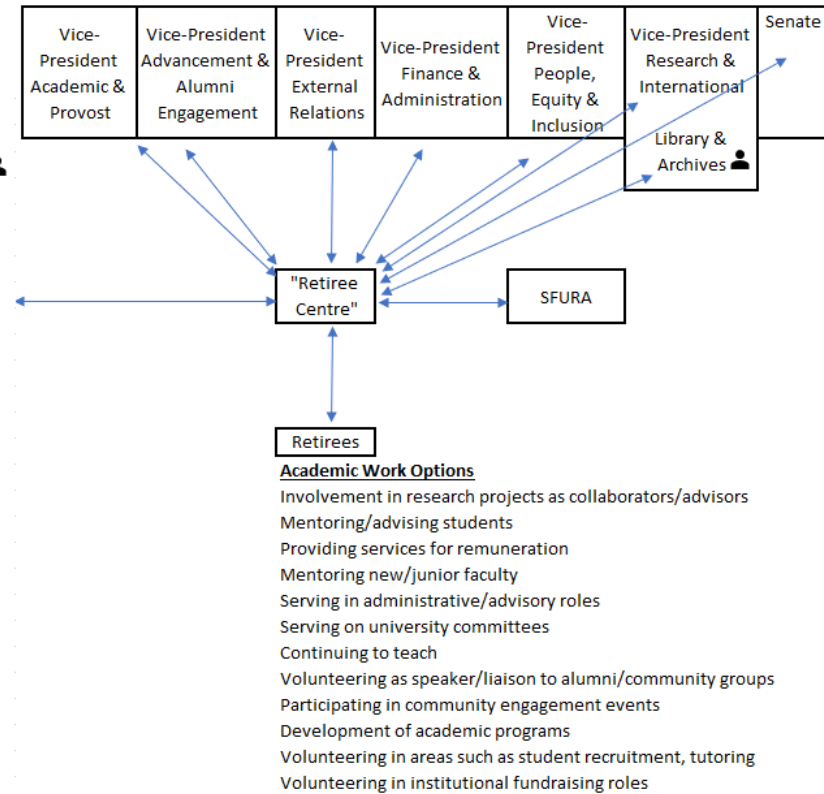 Vice-
President
Academic &
Provost
Vice-President
Advancement &
Alumni
Engagement
Vice-
President
External
Relations
Vice-President
Finance &
Administration
Vice-
President
People,
Equity &
Inclusion
Vice-President
Research &
International
Library &
Archives
Senate
"Retiree
Centre"
SFURA
Retirees
Academic Work Options
Involvement in research projects as collaborators/advisors
Mentoring/advising students
Providing services for remuneration
Mentoring new/junior faculty
Serving in administrative/advisory roles
Serving on university committees
Continuing to teach
Volunteering as speaker/liaison to alumni/community groups
Participating in community engagement events
Development of academic programs
Volunteering in areas such as student recruitment, tutoring
Volunteering in institutional fundraising roles